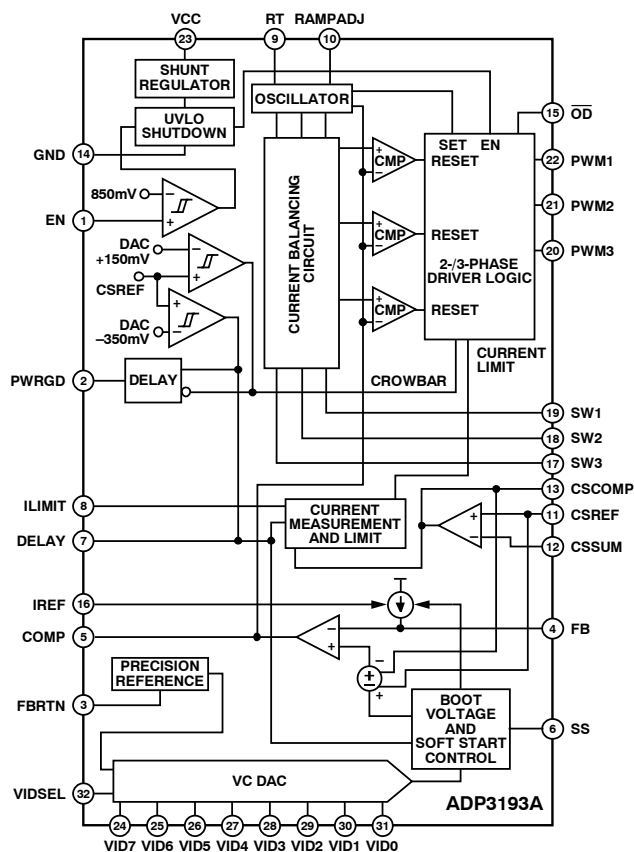 VCC
RT
RAMPADJ
23
9
10
SHUNT
REGULATOR
UVLO
SHUTDOWN
OSCILLATOR
GND
14
850mV
–
+
EN
1
DAC
+150mV
–
+
CSREF
+
–
DAC
–350mV
PWRGD
2
DELAY
CURRENT BALANCING
CIRCUIT
+
–
CMP
+
–
CMP
+
–
CMP
SET EN
RESET
RESET
2-/3-PHASE
DRIVER LOGIC
RESET
15
OD
22
PWM1
21
PWM2
20
PWM3
CURRENT
LIMIT
CROWBAR
19
SW1
18
SW2
17
SW3
13
CSCOMP
11
CSREF
12
CSSUM
+
–
ILIMIT
8
CURRENT
MEASUREMENT
AND LIMIT
DELAY
7
IREF
16
COMP
5
–
+
4
FB
–
+
–
+
PRECISION
REFERENCE
FBRTN
3
BOOT
VOLTAGE
AND
SOFT START
CONTROL
6
SS
VC DAC
VIDSEL
32
ADP3193A
24
25
26
27
28
29
30
31
VID7
VID6
VID5
VID4
VID3
VID2
VID1
VID0